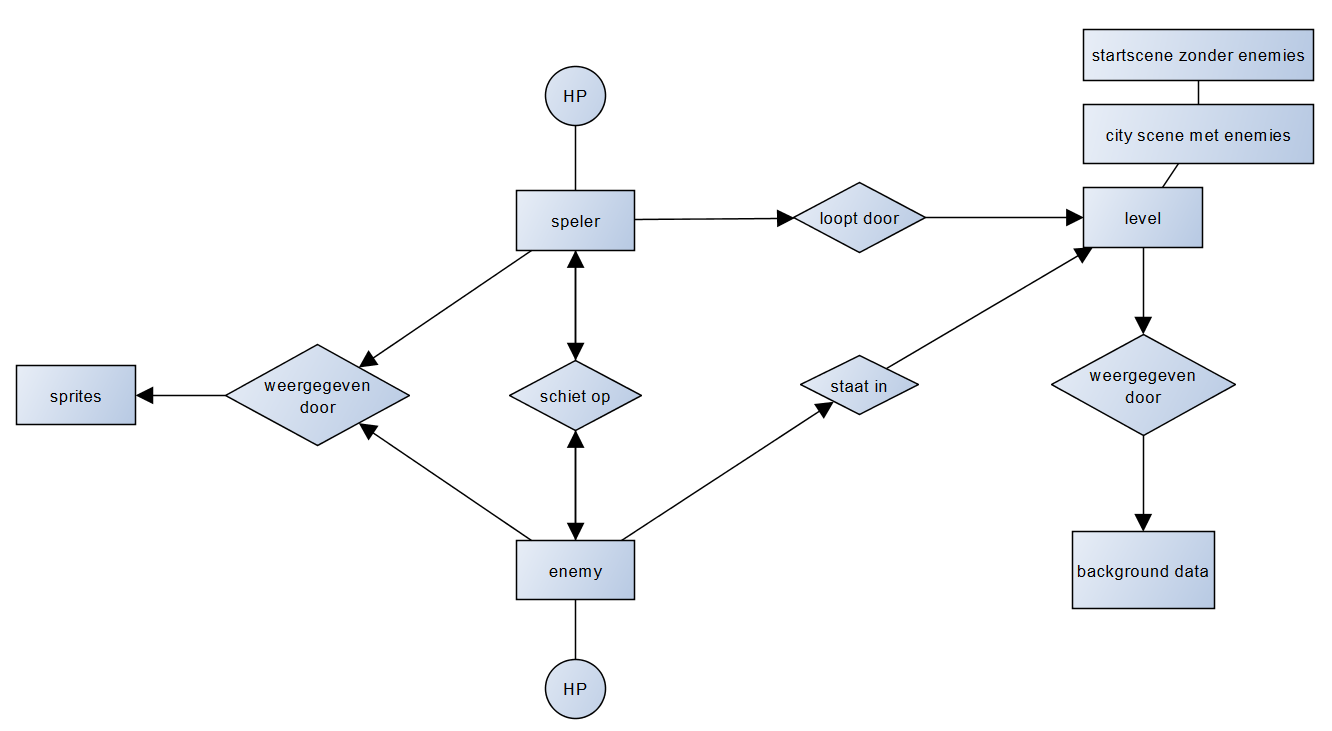 startscene zonder enemies
HP
city scene met enemies
speler
loopt door
level
weergegeven
door
sprites
schiet op
staat in
weergegeven
door
enemy
background data
HP